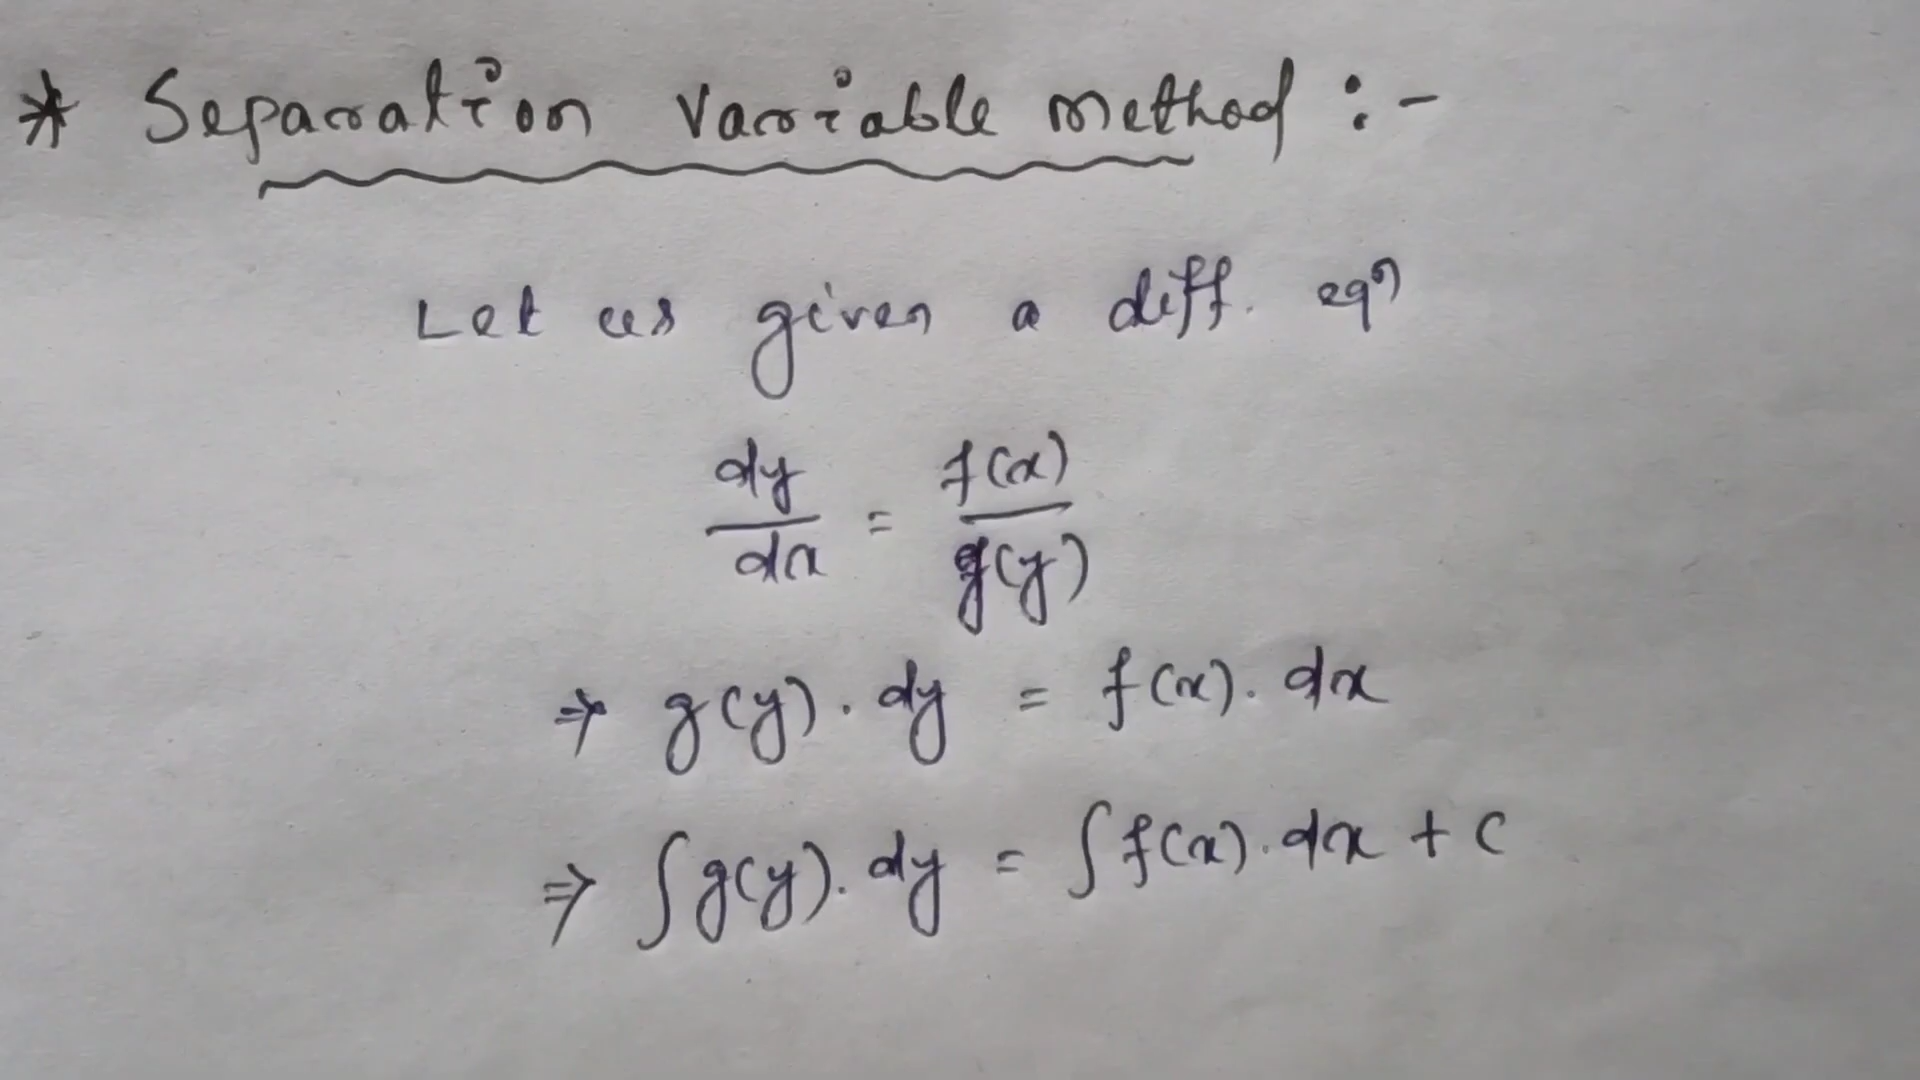 * Separation Variable method :-
Let us given a diff. eqn
dy/dx = f(x)/g(y)
⇒ g(y). dy = f(x). dx
⇒ ∫g(y). dy = ∫f(x). dx + c